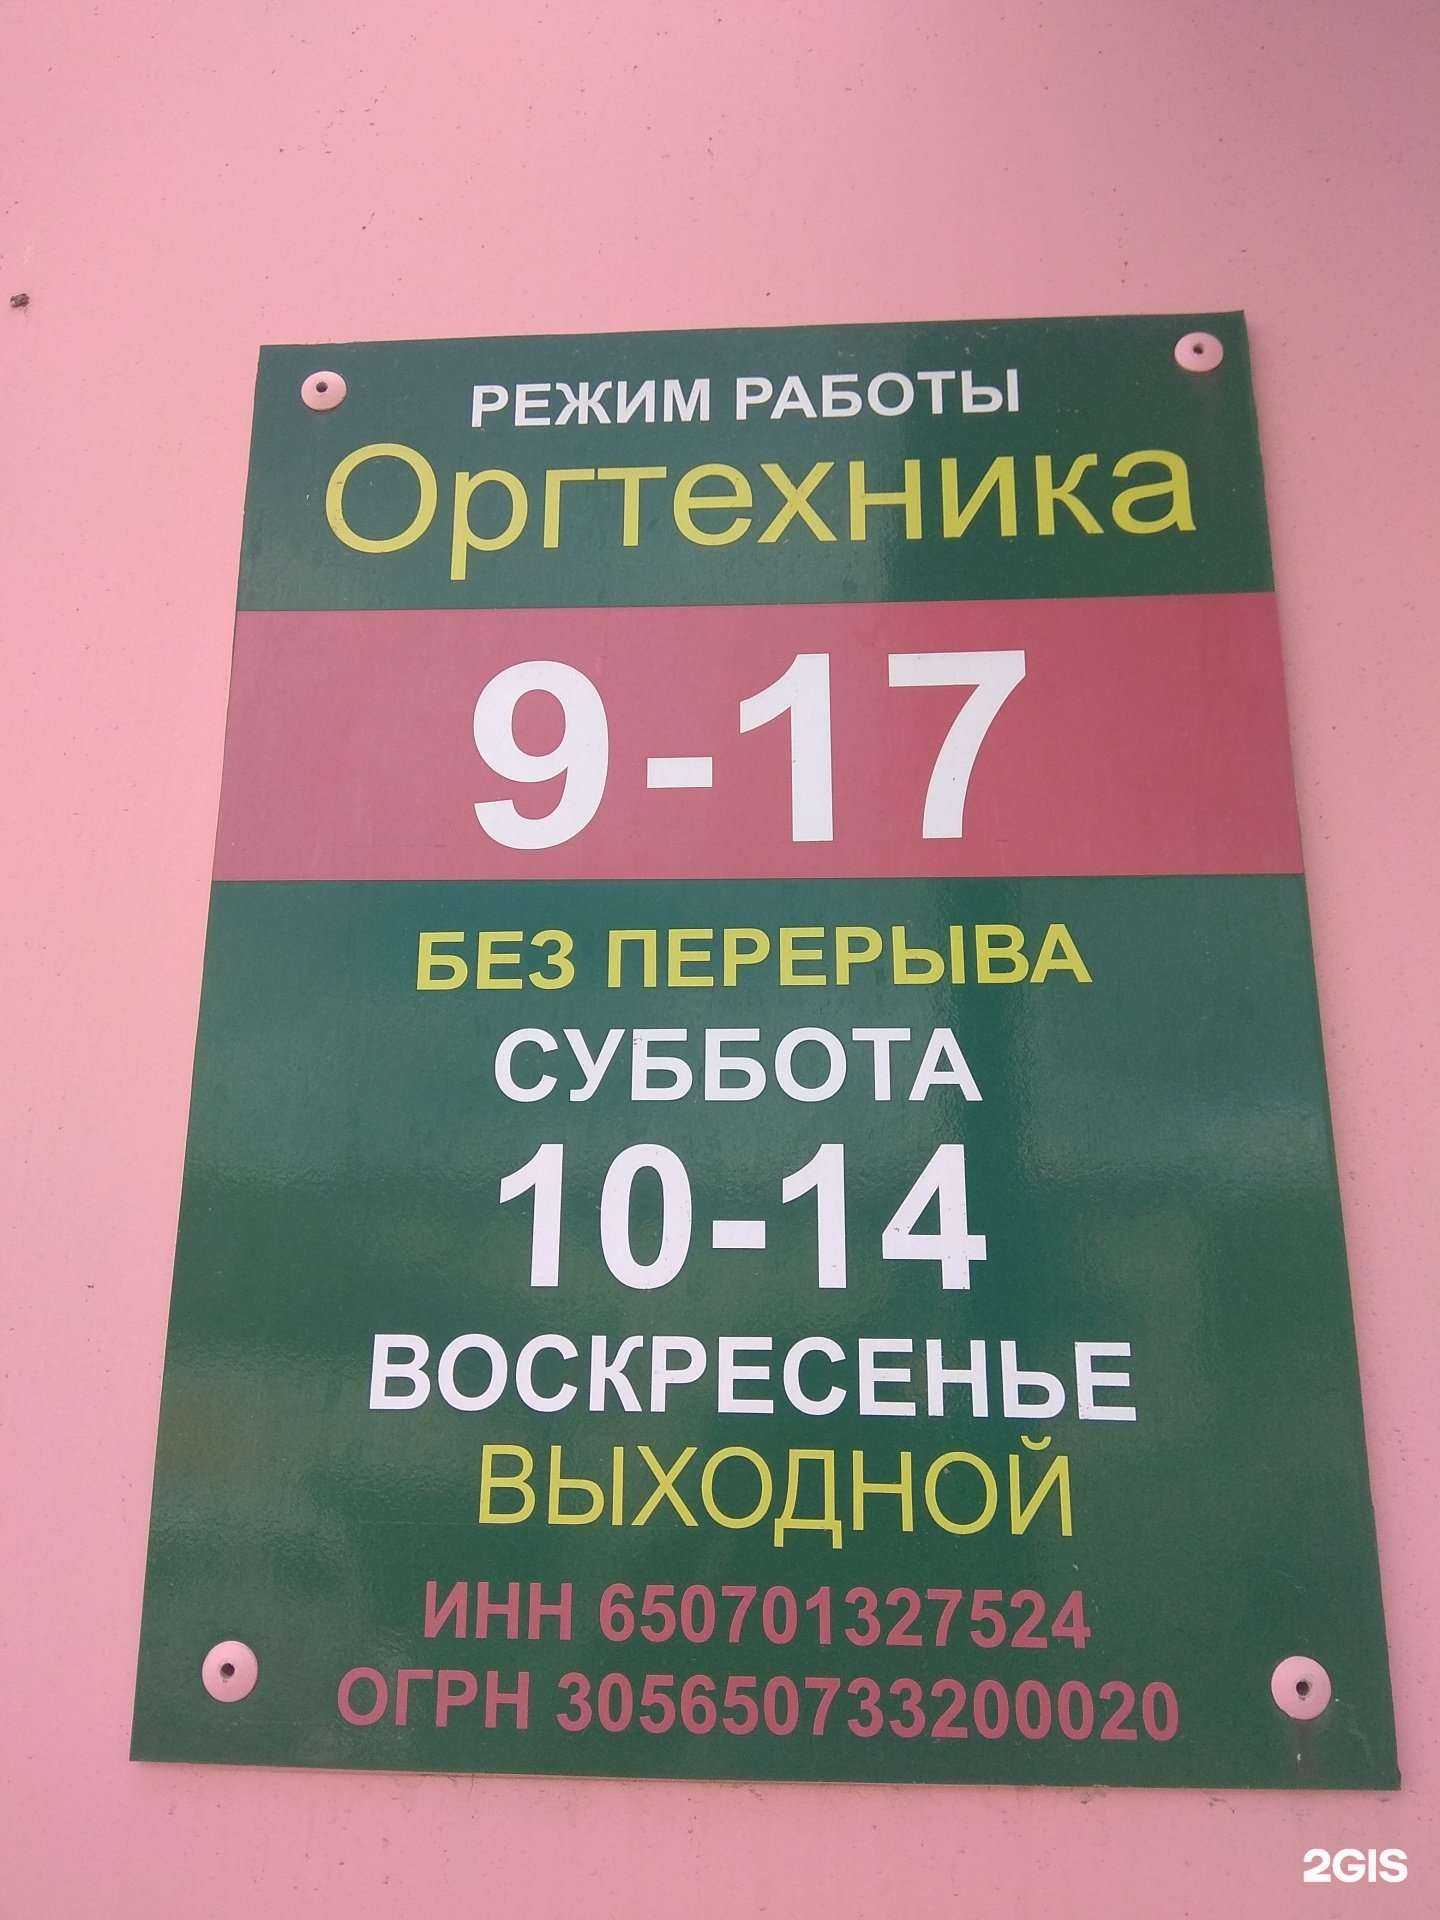 РЕЖИМ РАБОТЫ
Оргтехника
9-17
БЕЗ ПЕРЕРЫВА
СУББОТА
10-14
ВОСКРЕСЕНЬЕ
ВЫХОДНОЙ
ИНН 650701327524
ОГРН 305650733200020
2GIS